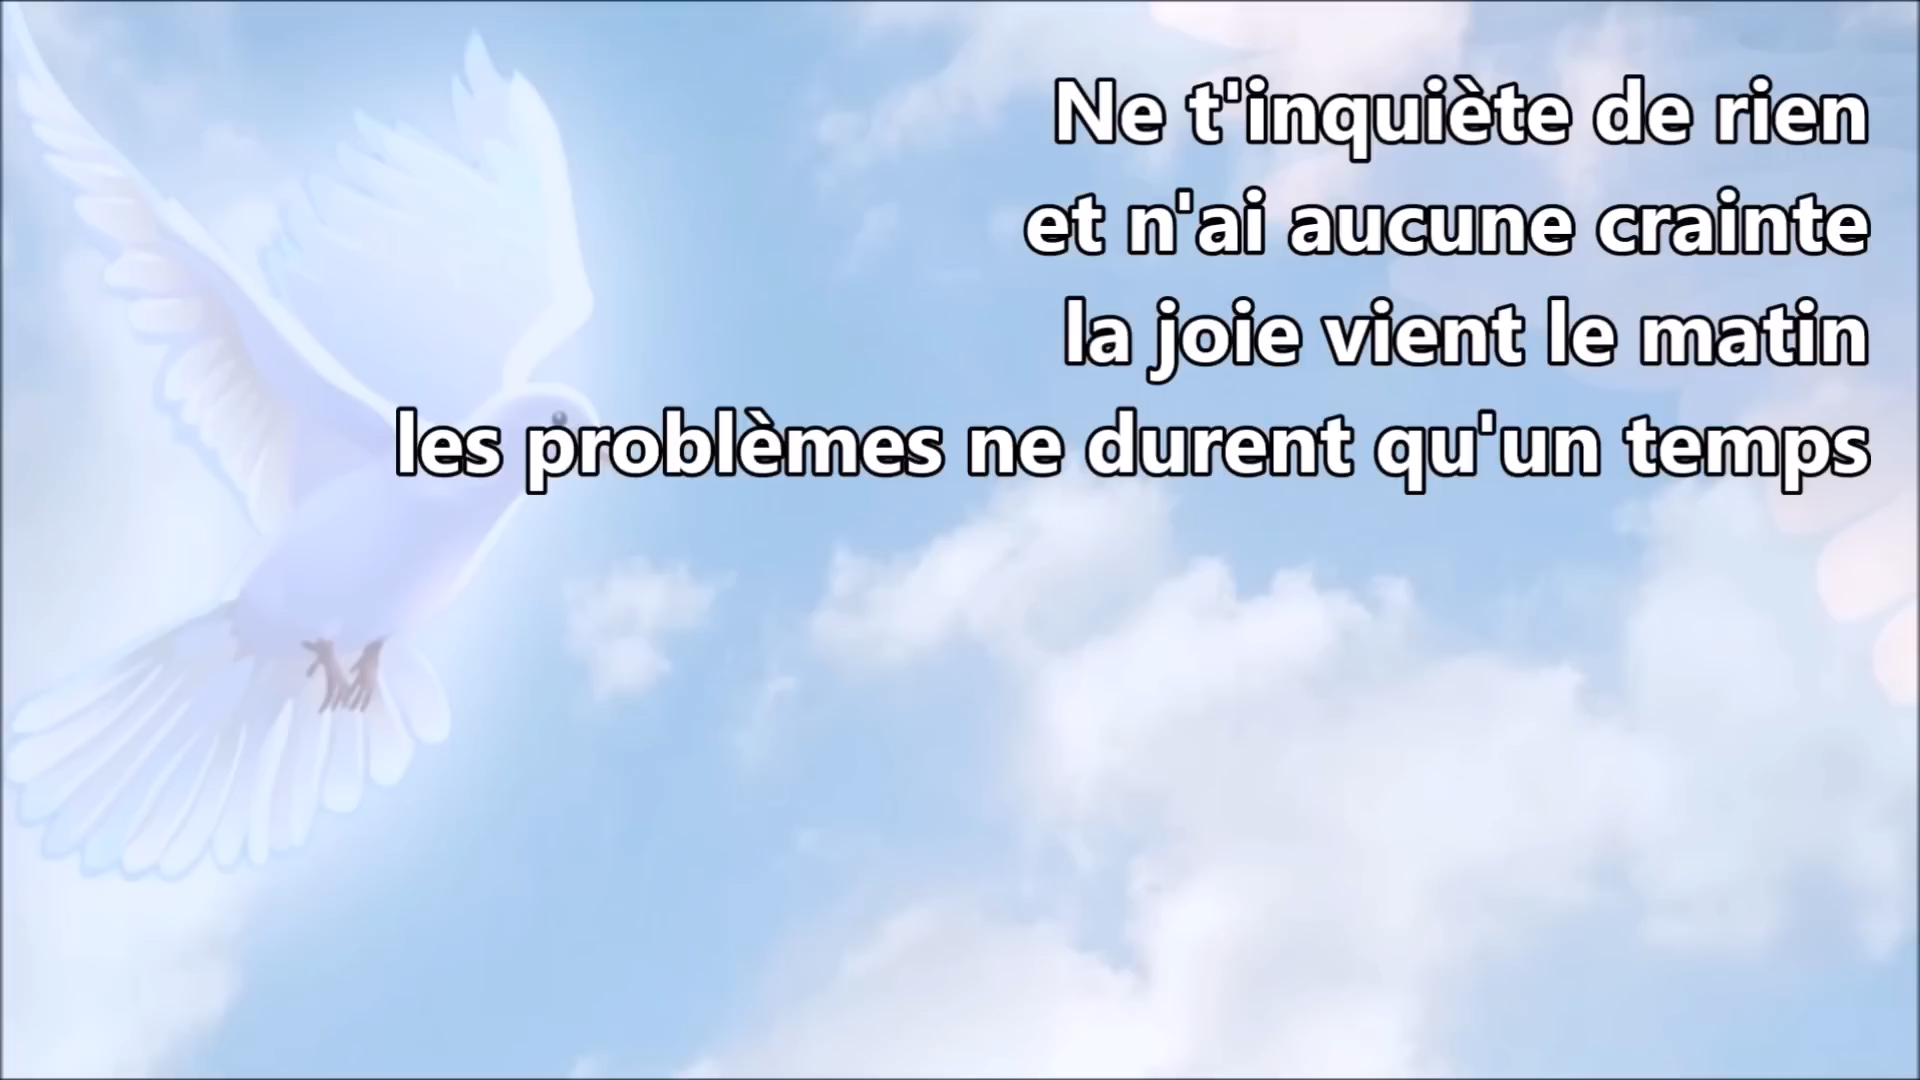 Ne t'inquiète de rien
et n'ai aucune crainte
la joie vient le matin
les problèmes ne durent qu'un temps